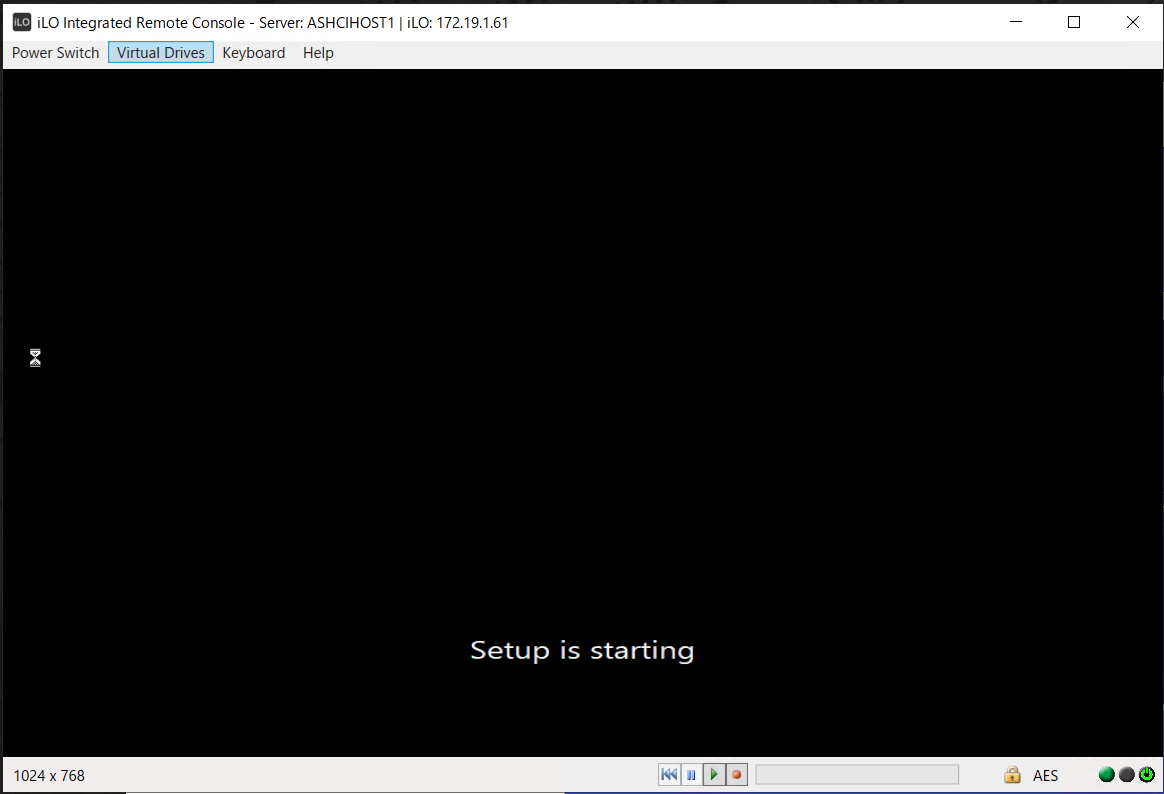 iLO iLO Integrated Remote Console - Server: ASHCIHOST1 | iLO: 172.19.1.61
Power Switch Virtual Drives Keyboard Help
Setup is starting
1024 x 768 AES